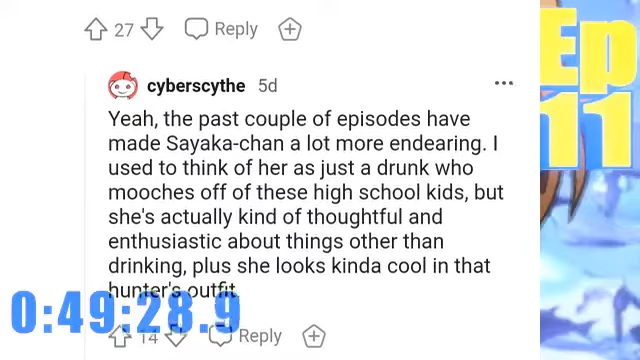 27 Reply
cyberscythe 5d
Yeah, the past couple of episodes have
made Sayaka-chan a lot more endearing. I
used to think of her as just a drunk who
mooches off of these high school kids, but
she's actually kind of thoughtful and
enthusiastic about things other than
drinking, plus she looks kinda cool in that
hunter's outfit.
0:49:28.9
14 Reply
Ep
11